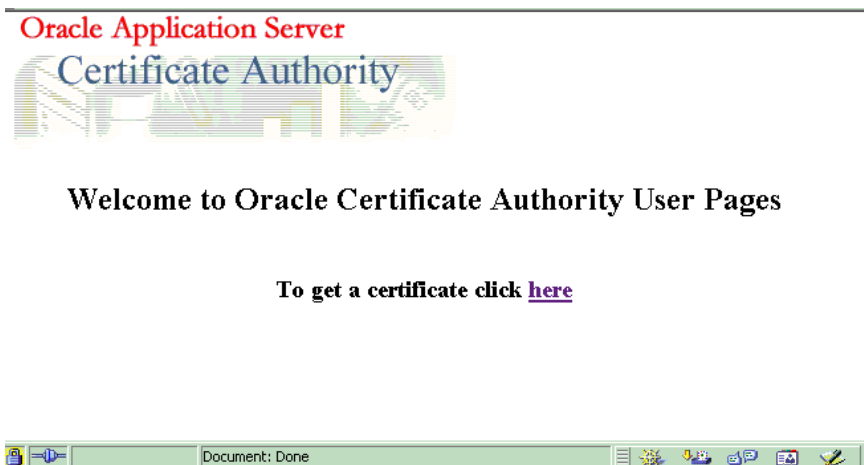 Oracle Application Server
Certificate Authority
Welcome to Oracle Certificate Authority User Pages
To get a certificate click here
Document: Done